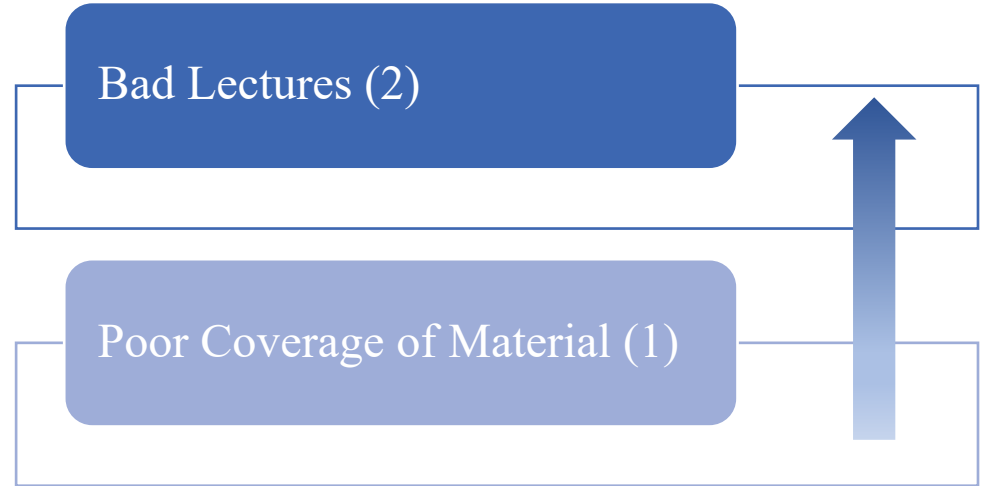 Bad Lectures (2)
Poor Coverage of Material (1)